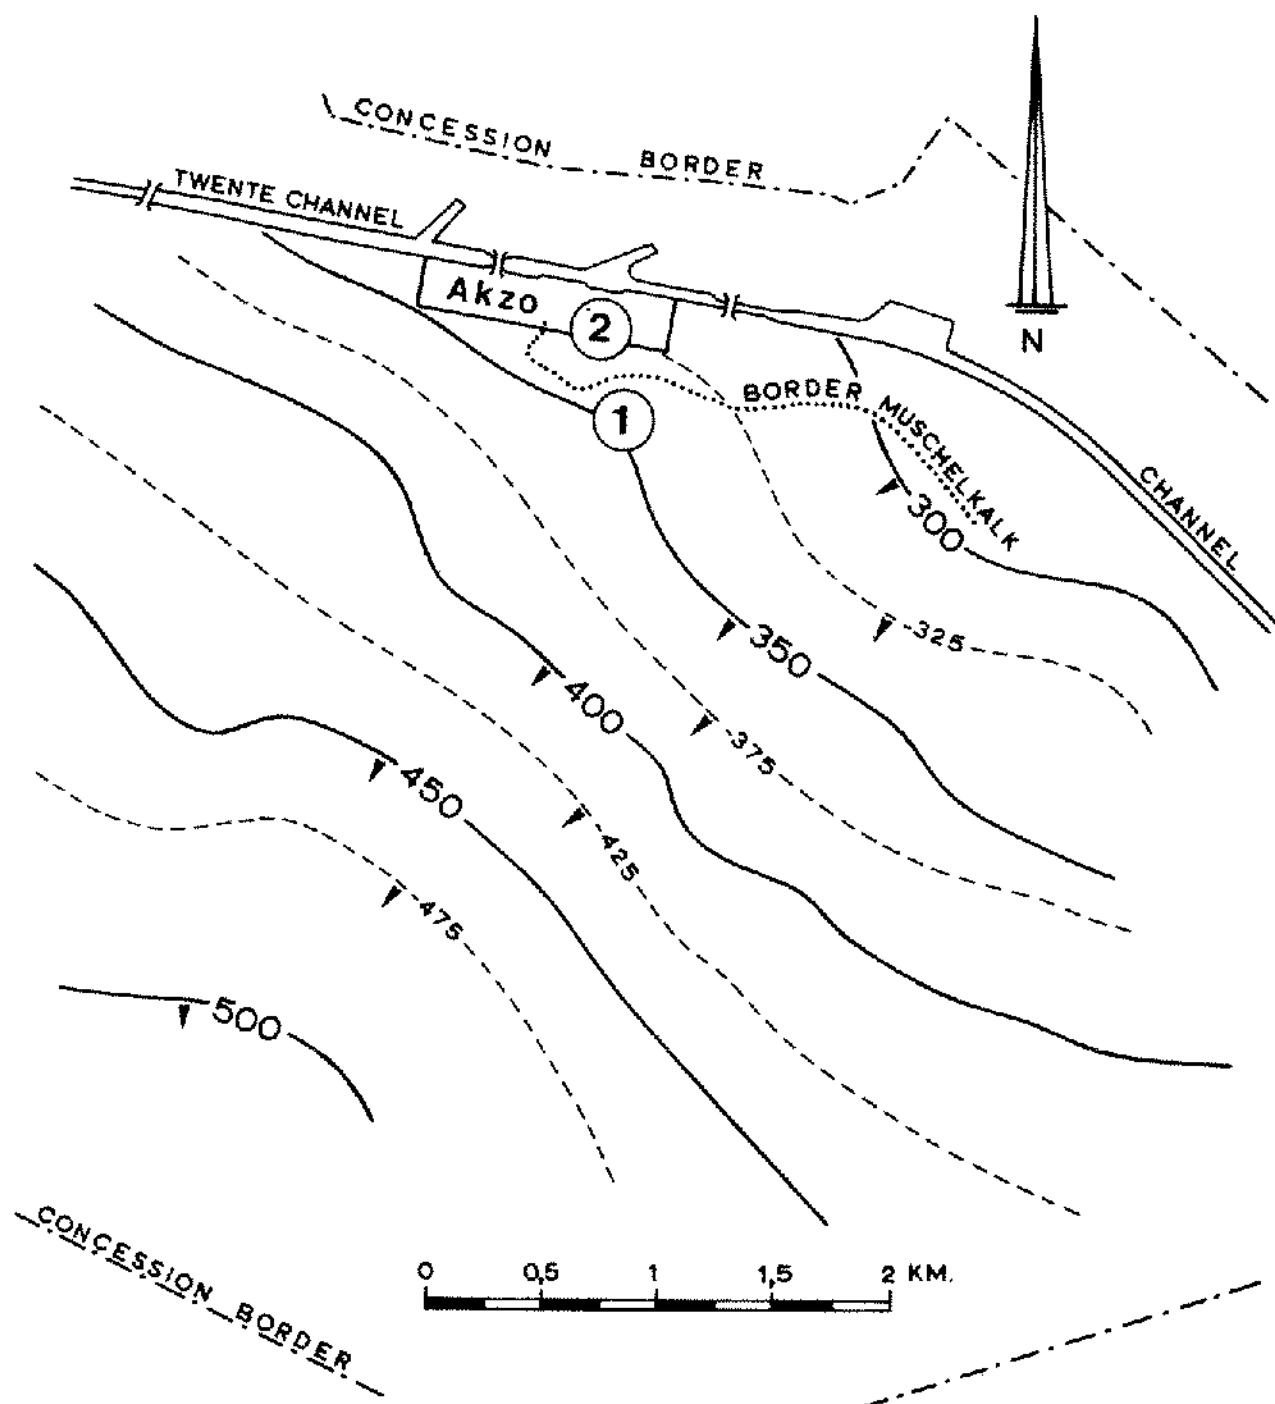 CONCESSION BORDER
TWENTE CHANNEL
Akzo
2
N
1
BORDER MUSCHELKALK
CHANNEL
300
325
350
400
375
450
425
475
500
CONCESSION BORDER
0 0,5 1 1,5 2 KM.